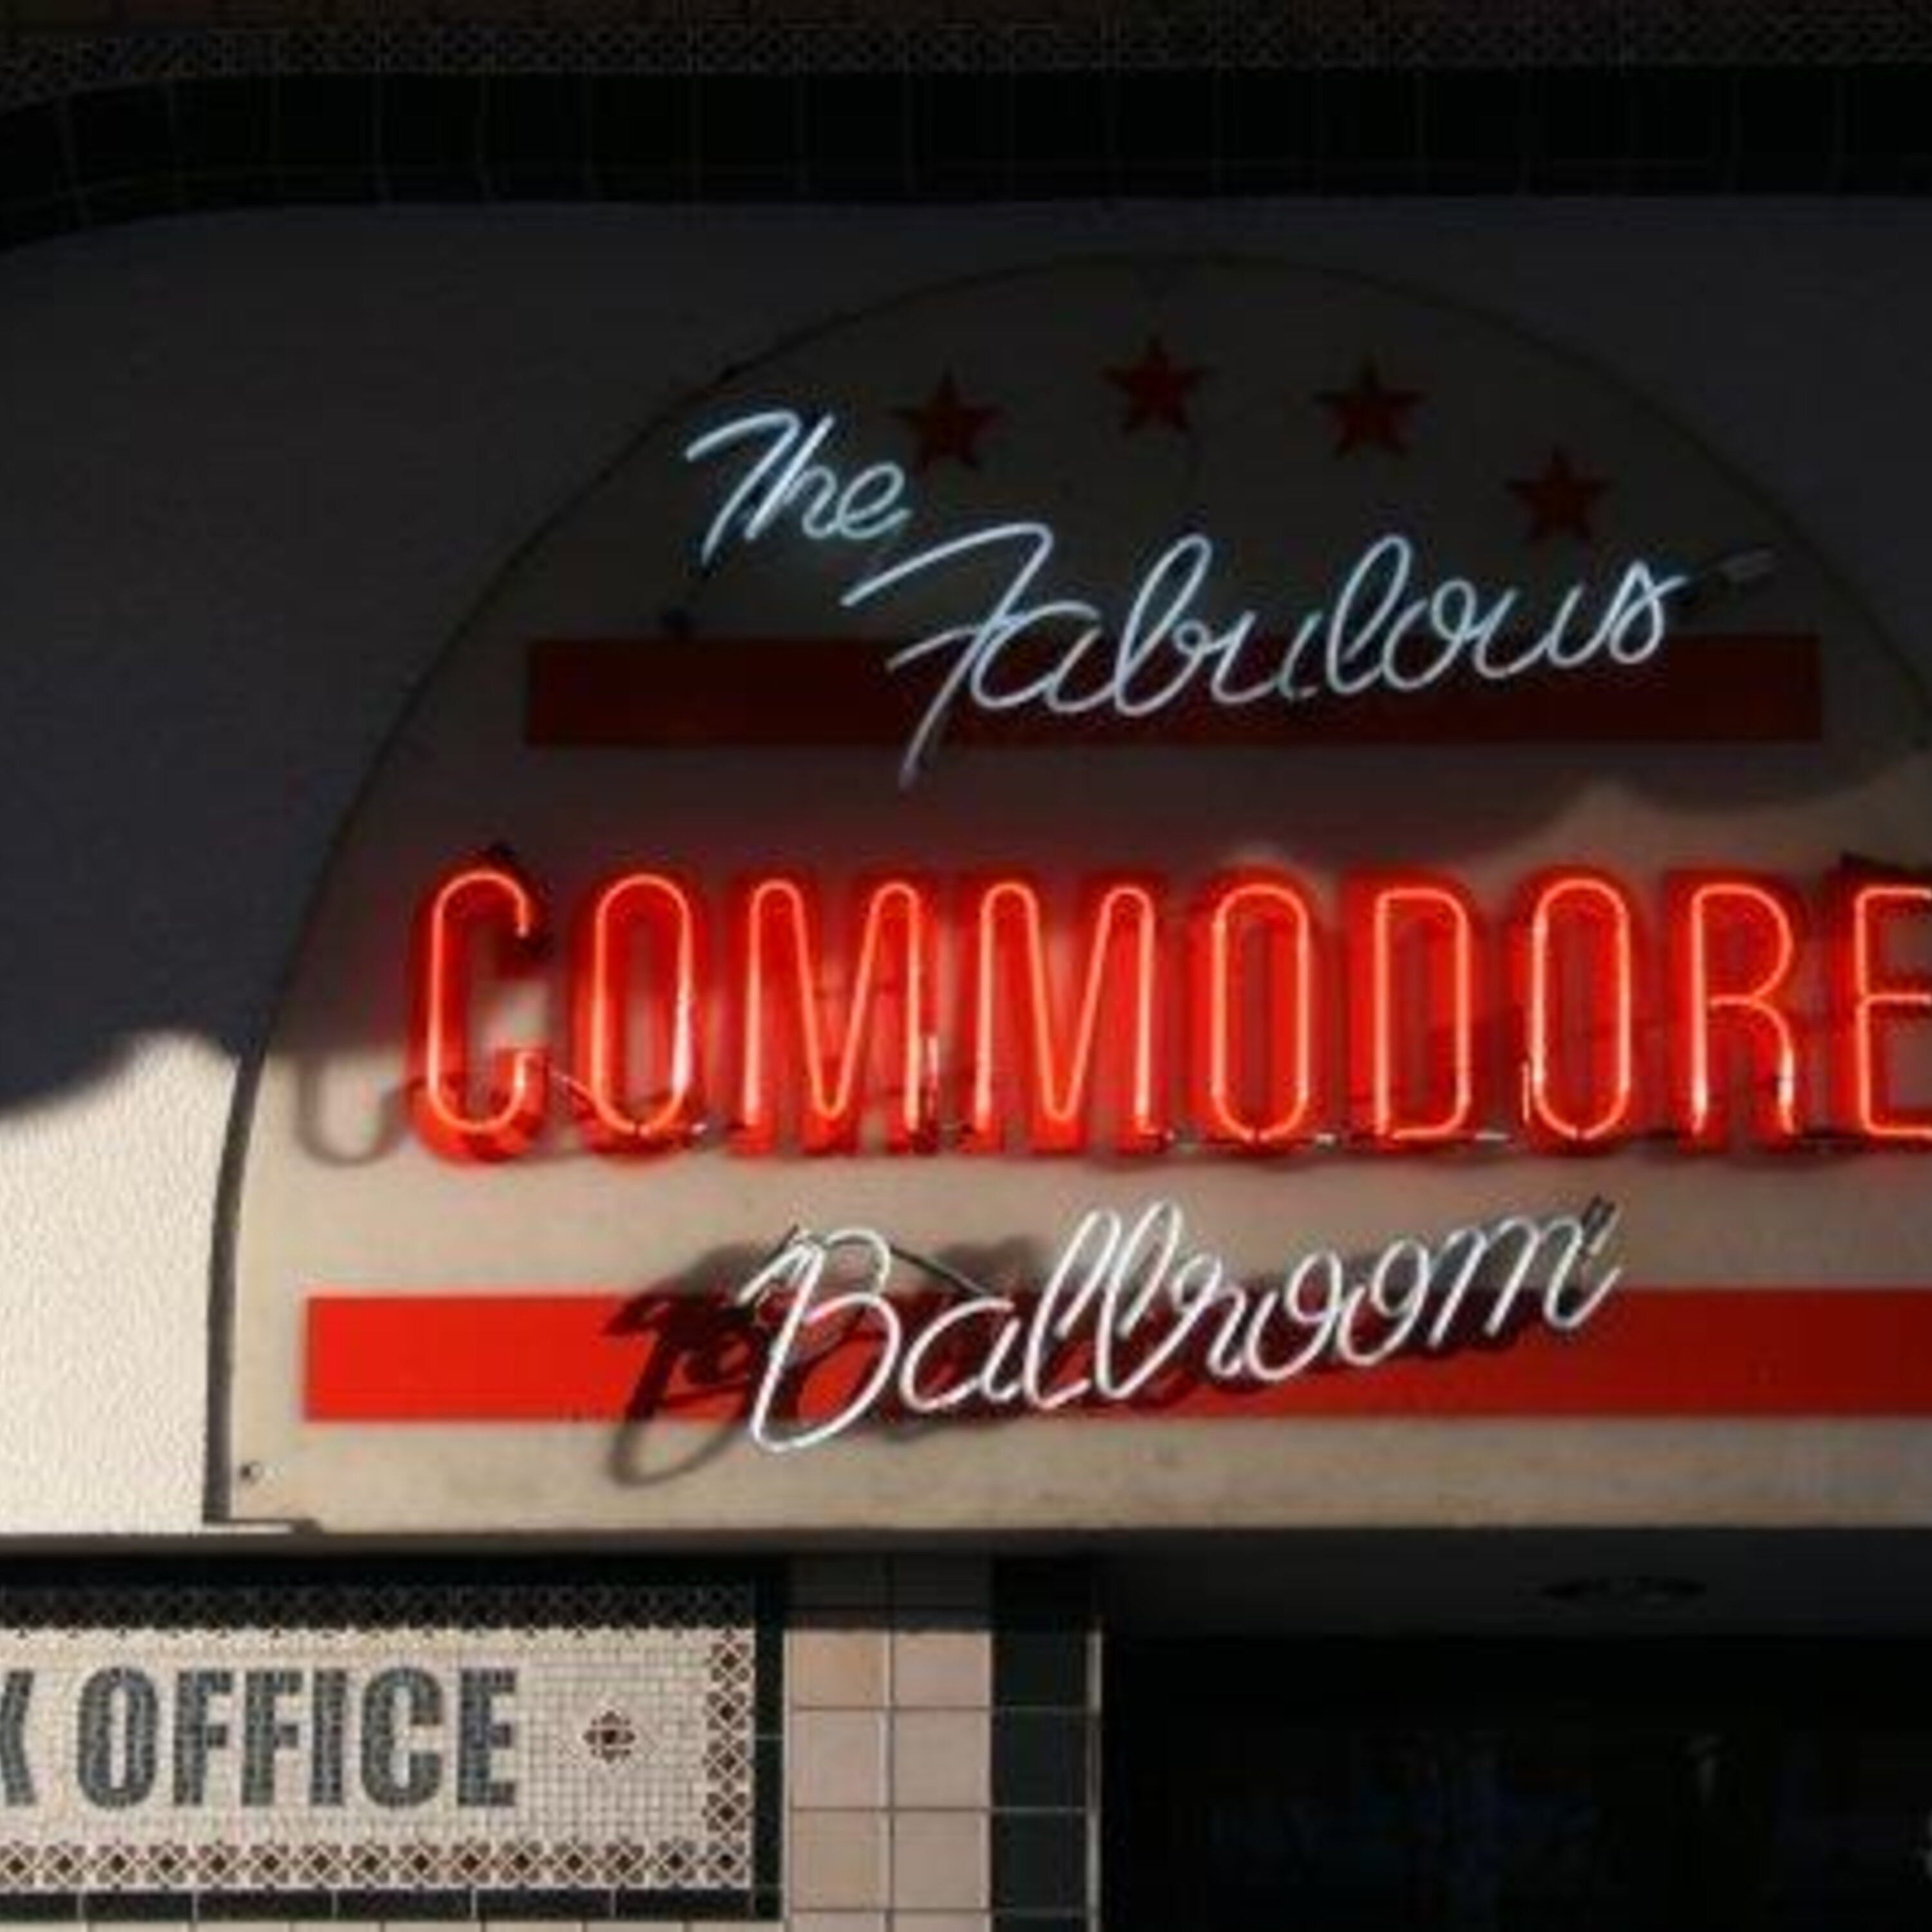 The
Fabulous
COMMODORE
Ballroom
X OFFICE